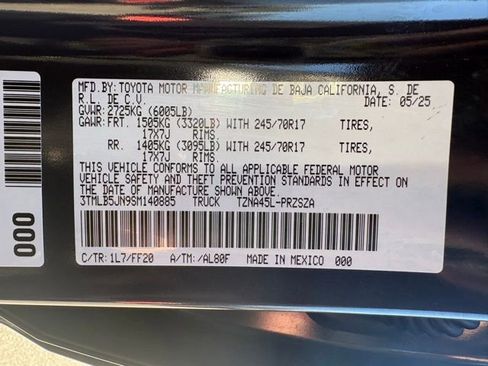 MFD.BY:TOYOTA MOTOR MANUFACTURING DE BAJA CALIFORNIA, S. DE
R.L. DE C.V. DATE: 05/25
GVWR: 2725KG (6005LB)
GAWR: FRT. 1505KG (3320LB) WITH 245/70R17 TIRES,
17X7J RIMS.
RR. 1405KG (3095LB) WITH 245/70R17 TIRES,
17X7J RIMS.
THIS VEHICLE CONFORMS TO ALL APPLICABLE FEDERAL MOTOR
VEHICLE SAFETY AND THEFT PREVENTION STANDARDS IN EFFECT ON
THE DATE OF MANUFACTURE SHOWN ABOVE.
3TMLB5JN9SM140885 TRUCK TZNA45L-PRZSZA
C/TR: 1L7/FF20 A/TM: /AL80F MADE IN MEXICO 000
000